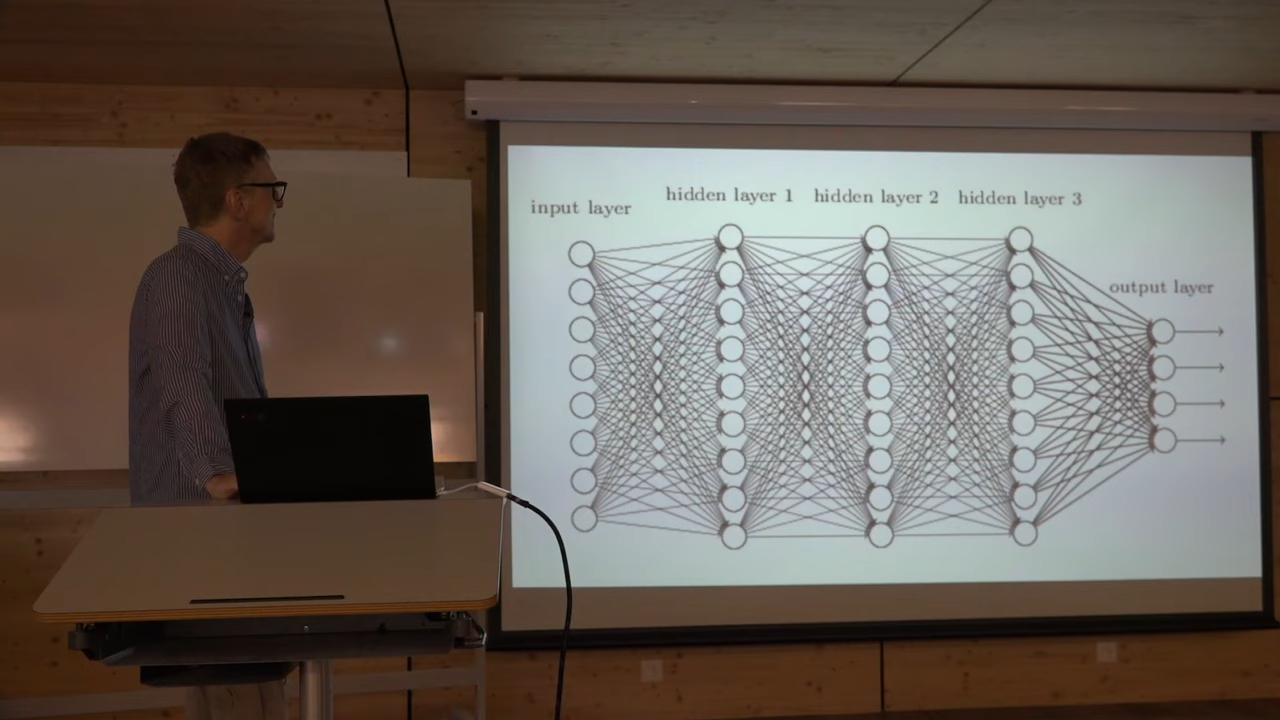 input layer
hidden layer 1
hidden layer 2
hidden layer 3
output layer